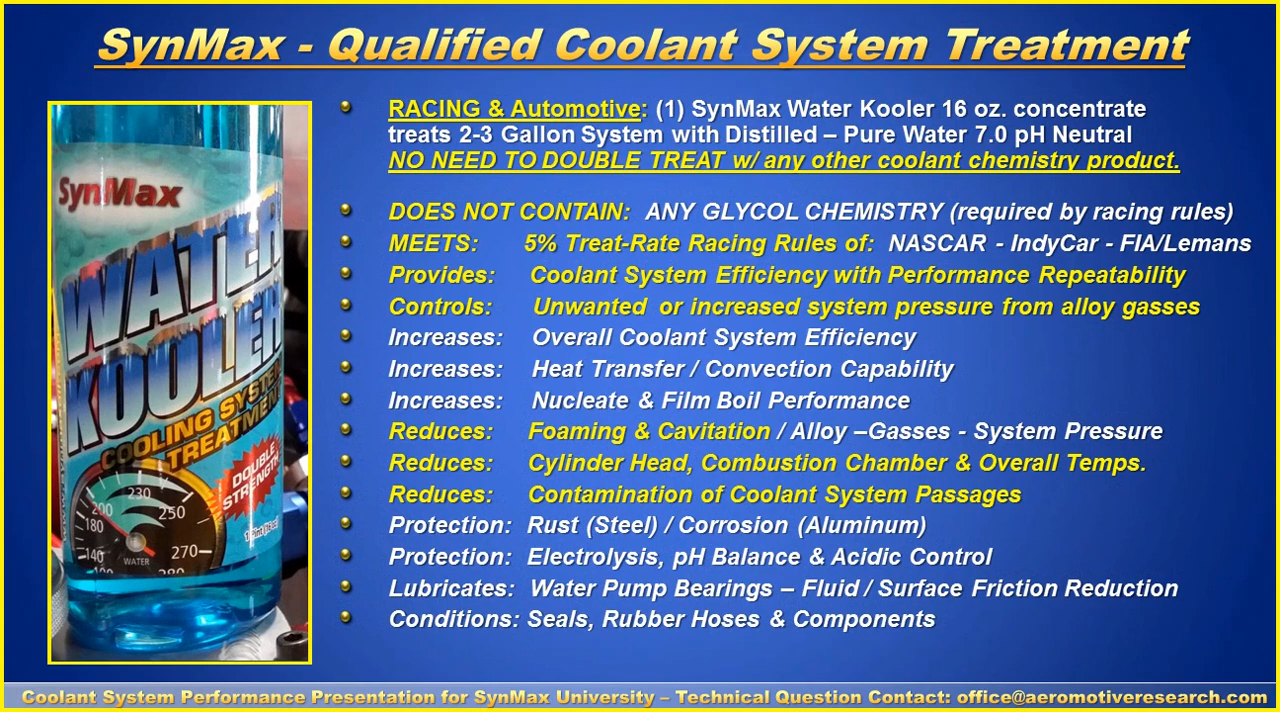 SynMax - Qualified Coolant System Treatment
SynMax
WATER
KOOLER
COOLING SYSTEM
TREATMENT
DOUBLE
STRENGTH
230
200
250
180
140
270
WATER
280
RACING & Automotive: (1) SynMax Water Kooler 16 oz. concentrate
treats 2-3 Gallon System with Distilled – Pure Water 7.0 pH Neutral
NO NEED TO DOUBLE TREAT w/ any other coolant chemistry product.
DOES NOT CONTAIN: ANY GLYCOL CHEMISTRY (required by racing rules)
MEETS: 5% Treat-Rate Racing Rules of: NASCAR - IndyCar - FIA/Lemans
Provides: Coolant System Efficiency with Performance Repeatability
Controls: Unwanted or increased system pressure from alloy gasses
Increases: Overall Coolant System Efficiency
Increases: Heat Transfer / Convection Capability
Increases: Nucleate & Film Boil Performance
Reduces: Foaming & Cavitation / Alloy –Gasses - System Pressure
Reduces: Cylinder Head, Combustion Chamber & Overall Temps.
Reduces: Contamination of Coolant System Passages
Protection: Rust (Steel) / Corrosion (Aluminum)
Protection: Electrolysis, pH Balance & Acidic Control
Lubricates: Water Pump Bearings – Fluid / Surface Friction Reduction
Conditions: Seals, Rubber Hoses & Components
Coolant System Performance Presentation for SynMax University – Technical Question Contact: office@aeromotiveresearch.com